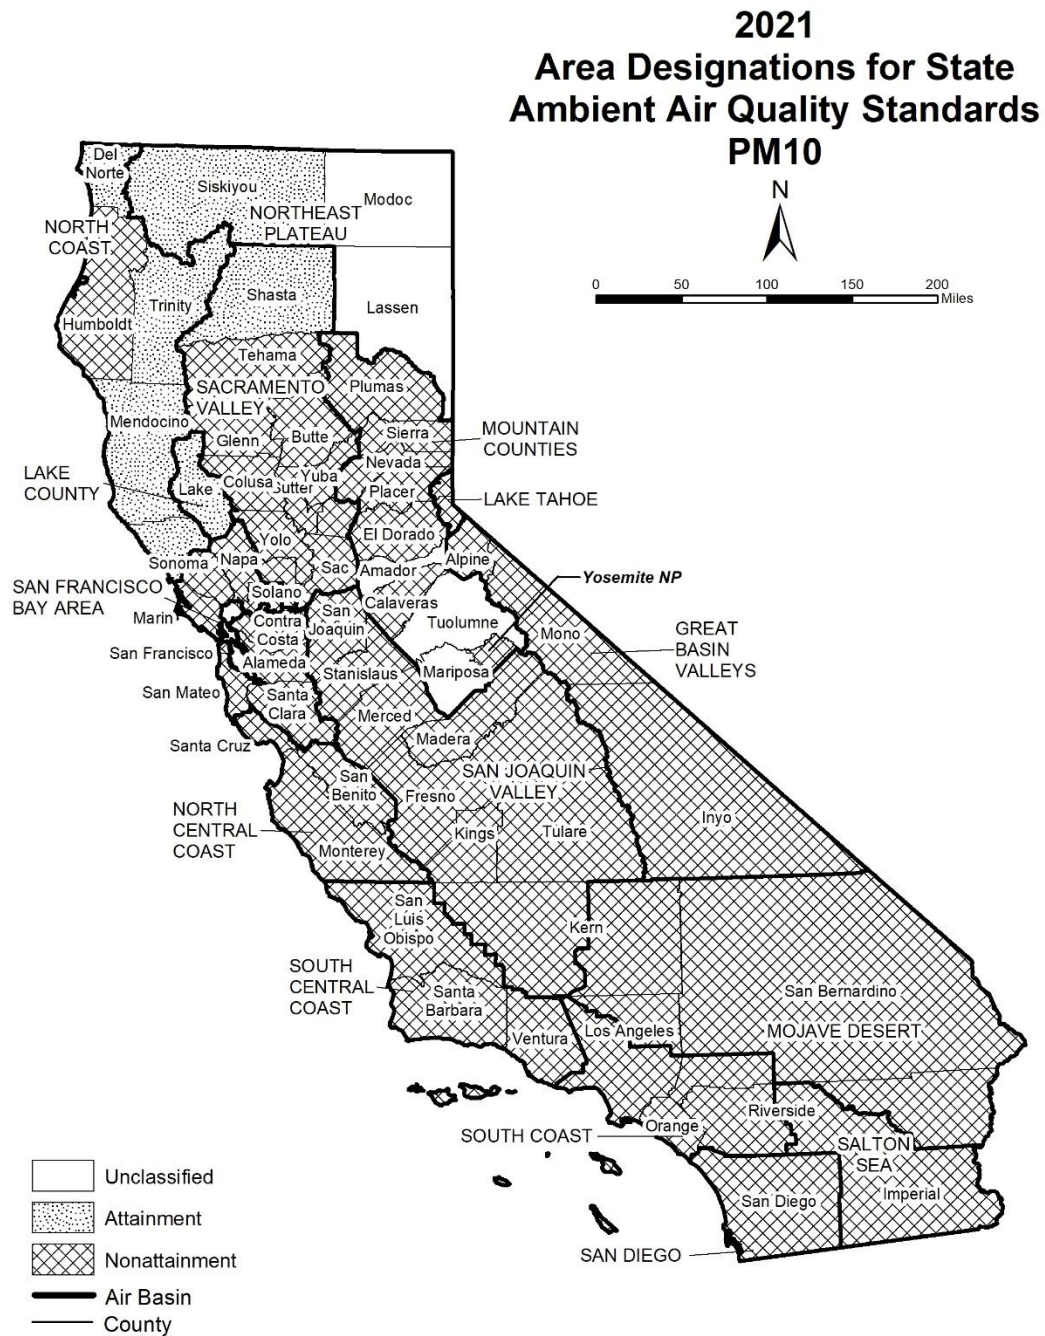 2021
Area Designations for State
Ambient Air Quality Standards
PM10
N
0 50 100 150 200
Miles
Del
Norte
Siskiyou
Modoc
NORTHEAST
PLATEAU
NORTH
COAST
Humboldt
Trinity
Shasta
Lassen
Tehama
Plumas
SACRAMENTO
VALLEY
Mendocino
Glenn
Butte
Sierra
MOUNTAIN
COUNTIES
Nevada
LAKE
COUNTY
Lake
Colusa
Sutter
Yuba
Placer
LAKE TAHOE
Yolo
El Dorado
Sonoma
Napa
Sac
Amador
Alpine
Yosemite NP
SAN FRANCISCO
BAY AREA
Solano
Marin
Contra
Costa
San
Joaquin
Calaveras
Tuolumne
Mono
GREAT
BASIN
VALLEYS
San Francisco
Alameda
Stanislaus
Mariposa
San Mateo
Santa
Clara
Merced
Santa Cruz
Madera
SAN JOAQUIN
VALLEY
San
Benito
Fresno
NORTH
CENTRAL
COAST
Monterey
Kings
Tulare
Inyo
San
Luis
Obispo
Kern
SOUTH
CENTRAL
COAST
Santa
Barbara
Ventura
Los Angeles
San Bernardino
MOJAVE DESERT
Orange
Riverside
SOUTH COAST
SALTON
SEA
San Diego
Imperial
SAN DIEGO
Unclassified
Attainment
Nonattainment
Air Basin
County